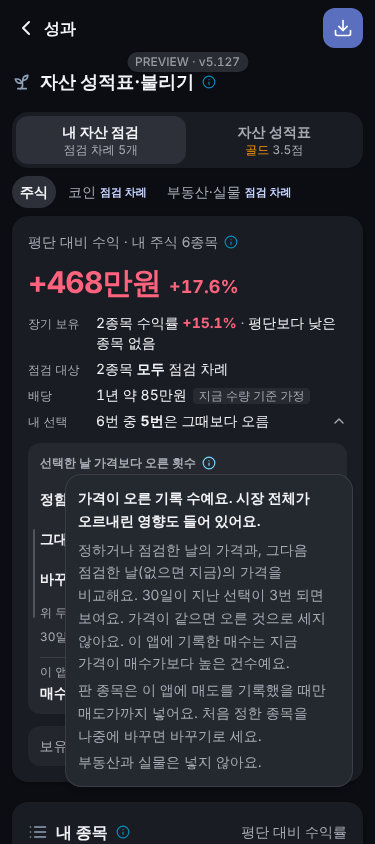 성과
PREVIEW · v5.127
자산 성적표·불리기
내 자산 점검
점검 차례 5개
자산 성적표
골드 3.5점
주식 코인 점검 차례 부동산·실물 점검 차례
평단 대비 수익 · 내 주식 6종목
+468만원 +17.6%
장기 보유 2종목 수익률 +15.1% · 평단보다 낮은
종목 없음
점검 대상 2종목 모두 점검 차례
배당 1년 약 85만원 지금 수량 기준 가정
내 선택 6번 중 5번은 그때보다 오름
선택한 날 가격보다 오른 횟수
정함
그대
바꾸
위 두
30일
이 앱
매수
보유
가격이 오른 기록 수예요. 시장 전체가
오르내린 영향도 들어 있어요.
정하거나 점검한 날의 가격과, 그다음
점검한 날(없으면 지금)의 가격을
비교해요. 30일이 지난 선택이 3번 되면
보여요. 가격이 같으면 오른 것으로 세지
않아요. 이 앱에 기록한 매수는 지금
가격이 매수가보다 높은 건수예요.
판 종목은 이 앱에 매도를 기록했을 때만
매도가까지 넣어요. 처음 정한 종목을
나중에 바꾸면 바꾸기로 세요.
부동산과 실물은 넣지 않아요.
내 종목
평단 대비 수익률